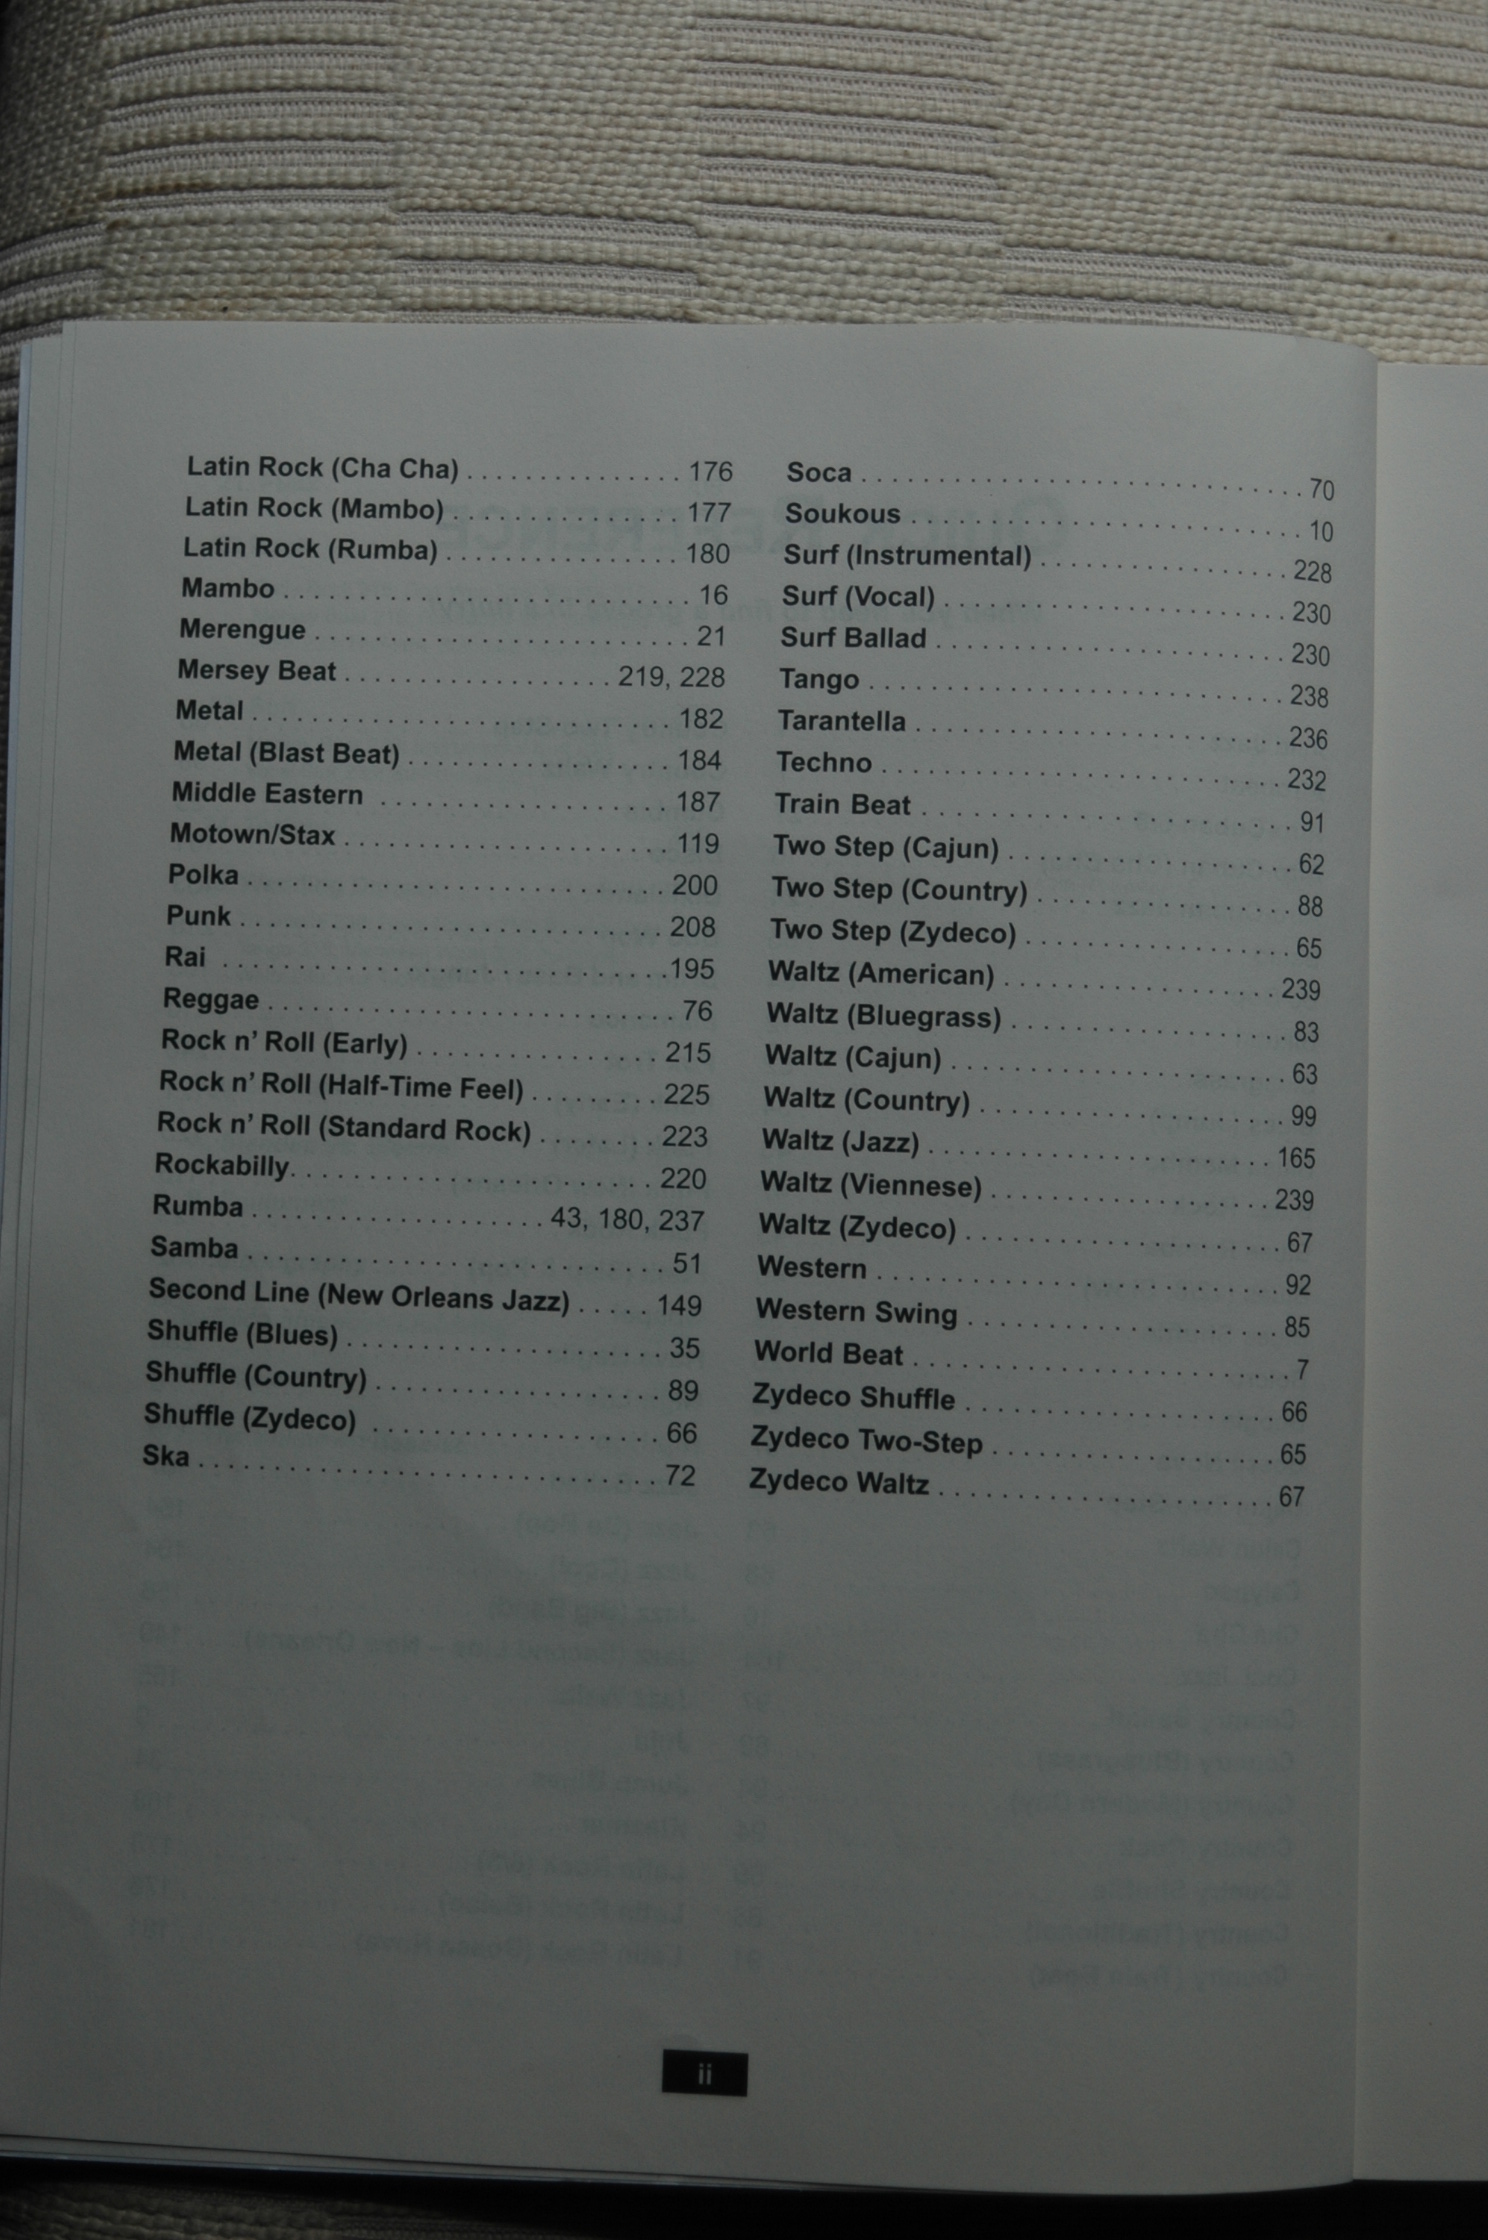 Latin Rock (Cha Cha) . . . . . . . . . . . . . . . 176
Latin Rock (Mambo) . . . . . . . . . . . . . . . . 177
Latin Rock (Rumba) . . . . . . . . . . . . . . . . 180
Mambo . . . . . . . . . . . . . . . . . . . . . . . . . . . 16
Merengue . . . . . . . . . . . . . . . . . . . . . . . . . 21
Mersey Beat . . . . . . . . . . . . . . . . . . 219, 228
Metal . . . . . . . . . . . . . . . . . . . . . . . . . . . . 182
Metal (Blast Beat) . . . . . . . . . . . . . . . . . . 184
Middle Eastern . . . . . . . . . . . . . . . . . . . 187
Motown/Stax . . . . . . . . . . . . . . . . . . . . . . 119
Polka . . . . . . . . . . . . . . . . . . . . . . . . . . . . 200
Punk . . . . . . . . . . . . . . . . . . . . . . . . . . . . 208
Rai . . . . . . . . . . . . . . . . . . . . . . . . . . . . . .195
Reggae . . . . . . . . . . . . . . . . . . . . . . . . . . . 76
Rock n’ Roll (Early) . . . . . . . . . . . . . . . . 215
Rock n’ Roll (Half-Time Feel) . . . . . . . . . 225
Rock n’ Roll (Standard Rock) . . . . . . . . 223
Rockabilly. . . . . . . . . . . . . . . . . . . . . . . . 220
Rumba . . . . . . . . . . . . . . . . . . . . 43, 180, 237
Samba . . . . . . . . . . . . . . . . . . . . . . . . . . . . 51
Second Line (New Orleans Jazz) . . . . . 149
Shuffle (Blues) . . . . . . . . . . . . . . . . . . . . . 35
Shuffle (Country) . . . . . . . . . . . . . . . . . . . 89
Shuffle (Zydeco) . . . . . . . . . . . . . . . . . . . 66
Ska . . . . . . . . . . . . . . . . . . . . . . . . . . . . . . . 72
Soca . . . . . . . . . . . . . . . . . . . . . . . . . . . . . 70
Soukous . . . . . . . . . . . . . . . . . . . . . . . . . . 10
Surf (Instrumental) . . . . . . . . . . . . . . . . 228
Surf (Vocal) . . . . . . . . . . . . . . . . . . . . . . 230
Surf Ballad . . . . . . . . . . . . . . . . . . . . . . . 230
Tango . . . . . . . . . . . . . . . . . . . . . . . . . . . 238
Tarantella . . . . . . . . . . . . . . . . . . . . . . . . 236
Techno . . . . . . . . . . . . . . . . . . . . . . . . . . 232
Train Beat . . . . . . . . . . . . . . . . . . . . . . . . 91
Two Step (Cajun) . . . . . . . . . . . . . . . . . . 62
Two Step (Country) . . . . . . . . . . . . . . . . 88
Two Step (Zydeco) . . . . . . . . . . . . . . . . . 65
Waltz (American) . . . . . . . . . . . . . . . . . . 239
Waltz (Bluegrass) . . . . . . . . . . . . . . . . . . 83
Waltz (Cajun) . . . . . . . . . . . . . . . . . . . . . . 63
Waltz (Country) . . . . . . . . . . . . . . . . . . . . 99
Waltz (Jazz) . . . . . . . . . . . . . . . . . . . . . . 165
Waltz (Viennese) . . . . . . . . . . . . . . . . . . 239
Waltz (Zydeco) . . . . . . . . . . . . . . . . . . . . 67
Western . . . . . . . . . . . . . . . . . . . . . . . . . . 92
Western Swing . . . . . . . . . . . . . . . . . . . . 85
World Beat . . . . . . . . . . . . . . . . . . . . . . . . 7
Zydeco Shuffle . . . . . . . . . . . . . . . . . . . . 66
Zydeco Two-Step . . . . . . . . . . . . . . . . . . 65
Zydeco Waltz . . . . . . . . . . . . . . . . . . . . . 67
ii